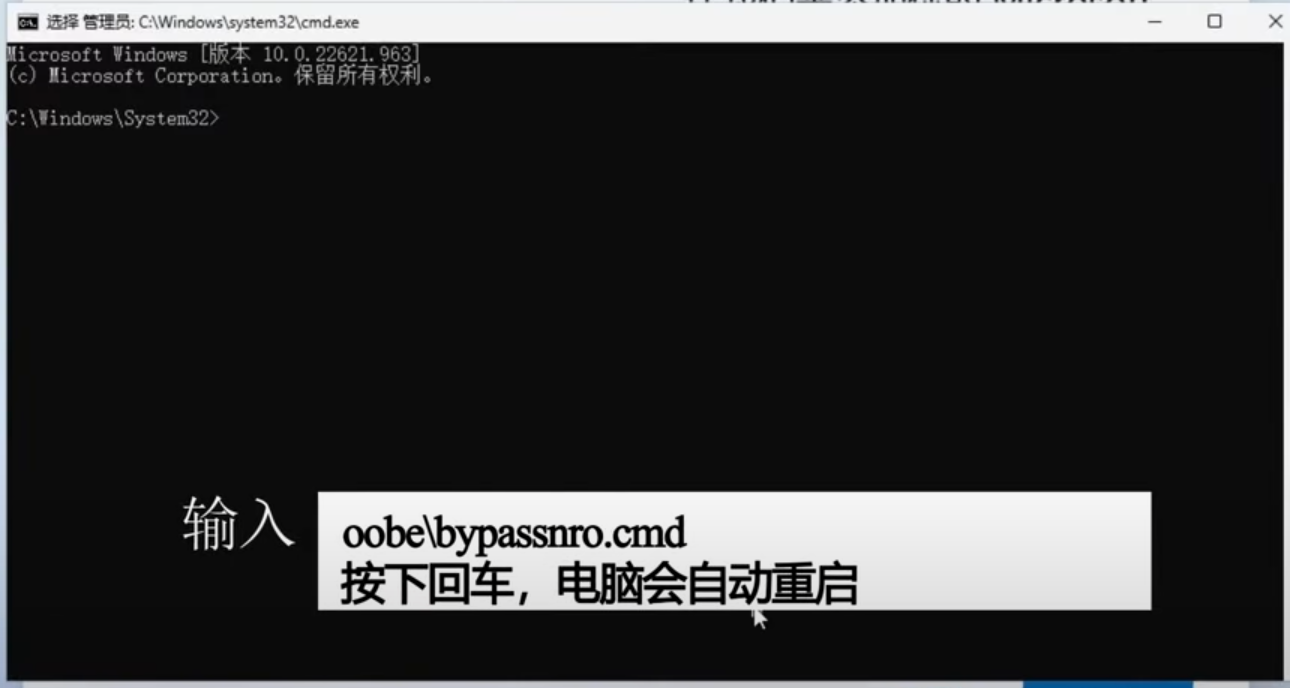 选择 管理员: C:\Windows\system32\cmd.exe
Microsoft Windows [版本 10.0.22621.963]
(c) Microsoft Corporation。保留所有权利。
C:\Windows\System32>
输入
oobe\bypassnro.cmd
按下回车，电脑会自动重启